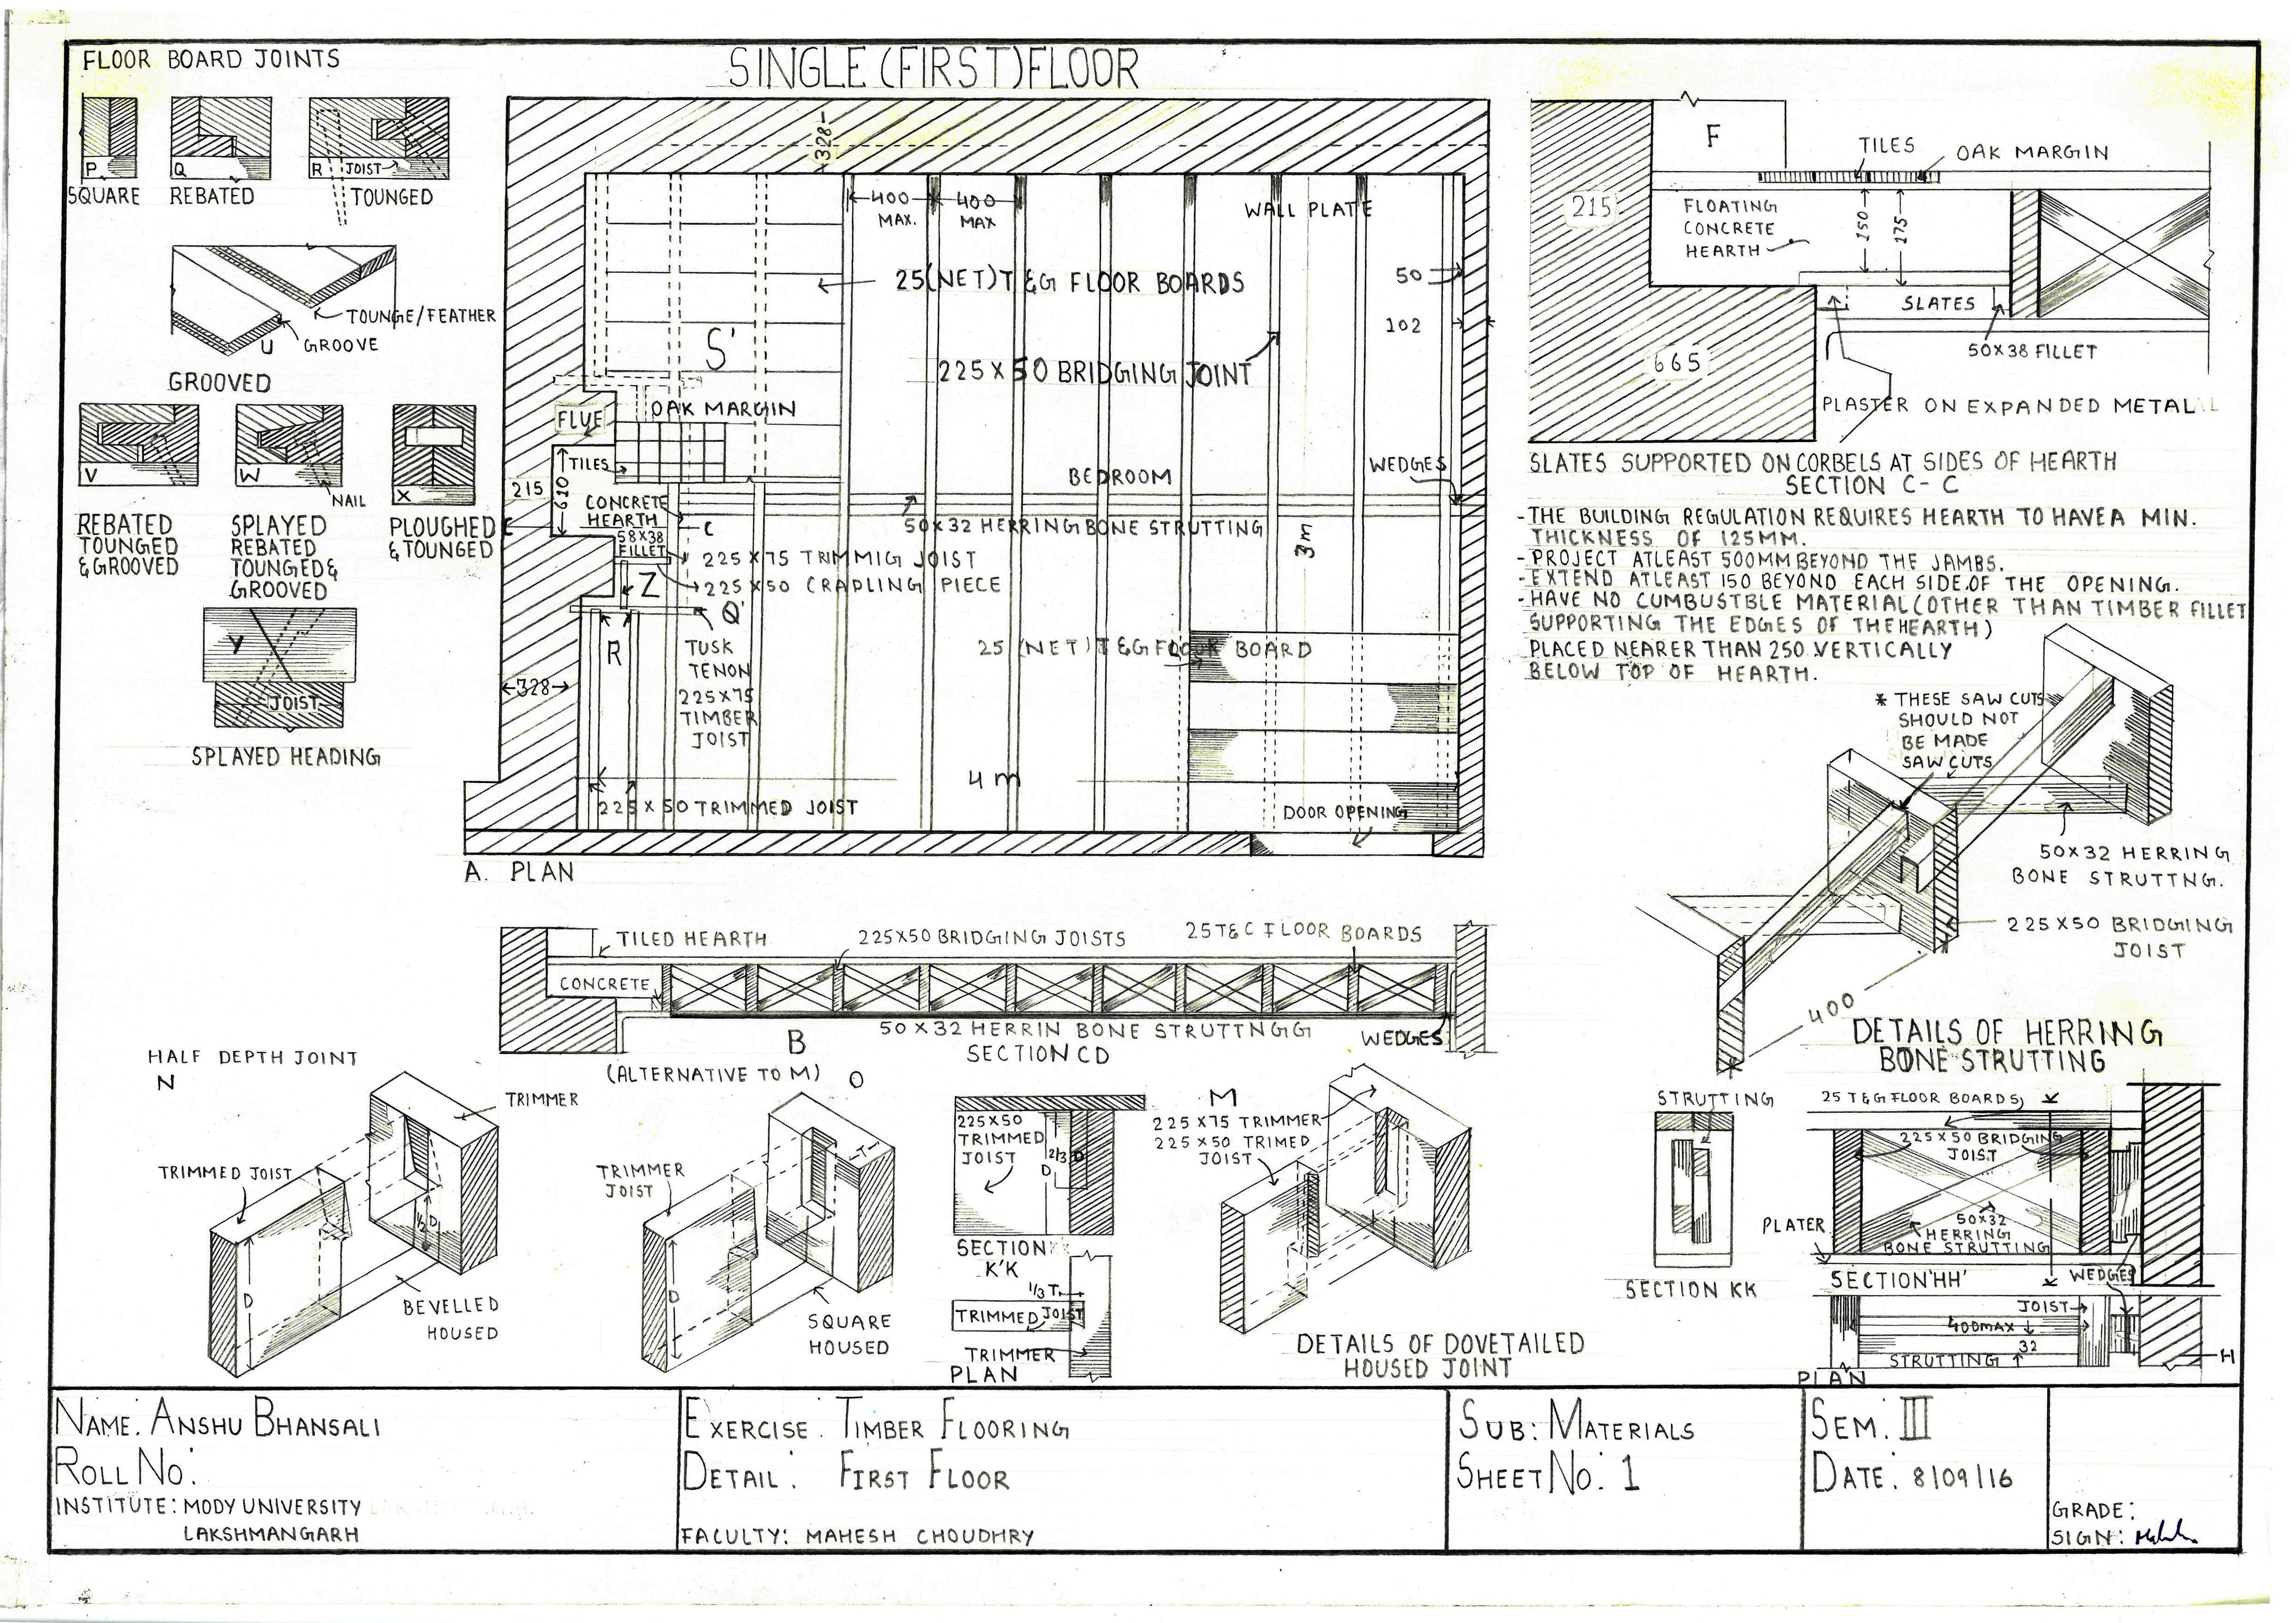 SINGLE (FIRST) FLOOR
FLOOR BOARD JOINTS
P
SQUARE
Q
REBATED
R JOIST
TOUNGED
TOUNGE/FEATHER
U GROOVE
GROOVED
V
REBATED
TOUNGED
& GROOVED
W
NAIL
SPLAYED
REBATED
TOUNGED &
GROOVED
X
PLOUGHED
& TOUNGED
Y
JOIST
SPLAYED HEADING
328
400
MAX.
400
MAX
WALL PLATE
25(NET)T &G FLOOR BOARDS
50
102
S'
225 X 50 BRIDGING JOINT
FLUE
OAK MARGIN
TILES
BEDROOM
WEDGES
215
610
CONCRETE
HEARTH
C
C
50X32 HERRING BONE STRUTTING
3m
58X38
FILLET
225 X 75 TRIMMIG JOIST
225 X 50 CRAPLING PIECE
Z
Q'
R
TUSK
TENON
225X75
TIMBER
JOIST
25 (NET) T &G FLOOR BOARD
328
4 m
225 X 50 TRIMMED JOIST
DOOR OPENING
A. PLAN
F
TILES
OAK MARGIN
215
FLOATING
CONCRETE
HEARTH
150
175
SLATES
50X38 FILLET
665
PLASTER ON EXPANDED METAL
SLATES SUPPORTED ON CORBELS AT SIDES OF HEARTH
SECTION C-C
-THE BUILDING REGULATION REQUIRES HEARTH TO HAVE A MIN.
THICKNESS OF 125MM.
-PROJECT ATLEAST 500MM BEYOND THE JAMBS.
-EXTEND ATLEAST 150 BEYOND EACH SIDE.OF THE OPENING.
-HAVE NO CUMBUSTBLE MATERIAL (OTHER THAN TIMBER FILLET
SUPPORTING THE EDGES OF THE HEARTH)
PLACED NEARER THAN 250 VERTICALLY
BELOW TOP OF HEARTH.
* THESE SAW CUTS
SHOULD NOT
BE MADE
SAW CUTS
50X32 HERRING
BONE STRUTTNG.
225X50 BRIDGING
JOIST
400
DETAILS OF HERRING
BONE STRUTTING
TILED HEARTH
225X50 BRIDGING JOISTS
25 T&C FLOOR BOARDS
CONCRETE
50 X 32 HERRIN BONE STRUTTNGG
WEDGES
B
SECTION CD
HALF DEPTH JOINT
N
TRIMMER
TRIMMED JOIST
1/2 D
D
BEVELLED
HOUSED
(ALTERNATIVE TO M) O
TRIMMER
JOIST
T
D
SQUARE
HOUSED
225X50
TRIMMED
JOIST
D
2/3 D
SECTION
K'K
1/3 T
TRIMMED JOIST
TRIMMER
PLAN
M
225 X75 TRIMMER
225 X50 TRIMED
JOIST
DETAILS OF DOVETAILED
HOUSED JOINT
STRUTTING
SECTION KK
25 T&G FLOOR BOARDS
225X50 BRIDGING
JOIST
PLATER
50X32
HERRING
BONE STRUTTING
SECTION 'HH'
WEDGES
JOIST
400MAX
32
STRUTTING
H
PLAN
NAME: ANSHU BHANSALI
ROLL NO:
INSTITUTE: MODY UNIVERSITY
LAKSHMANGARH
EXERCISE: TIMBER FLOORING
DETAIL: FIRST FLOOR
FACULTY: MAHESH CHOUDHRY
SUB: MATERIALS
SHEET NO: 1
SEM: III
DATE: 8/09/16
GRADE:
SIGN: